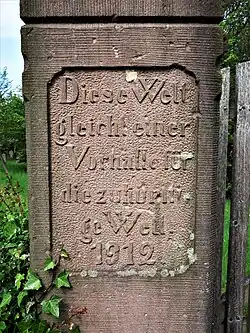 Diese Welt
gleicht einer
Vorhalle für
die zukünfti
ge Welt.
1912.